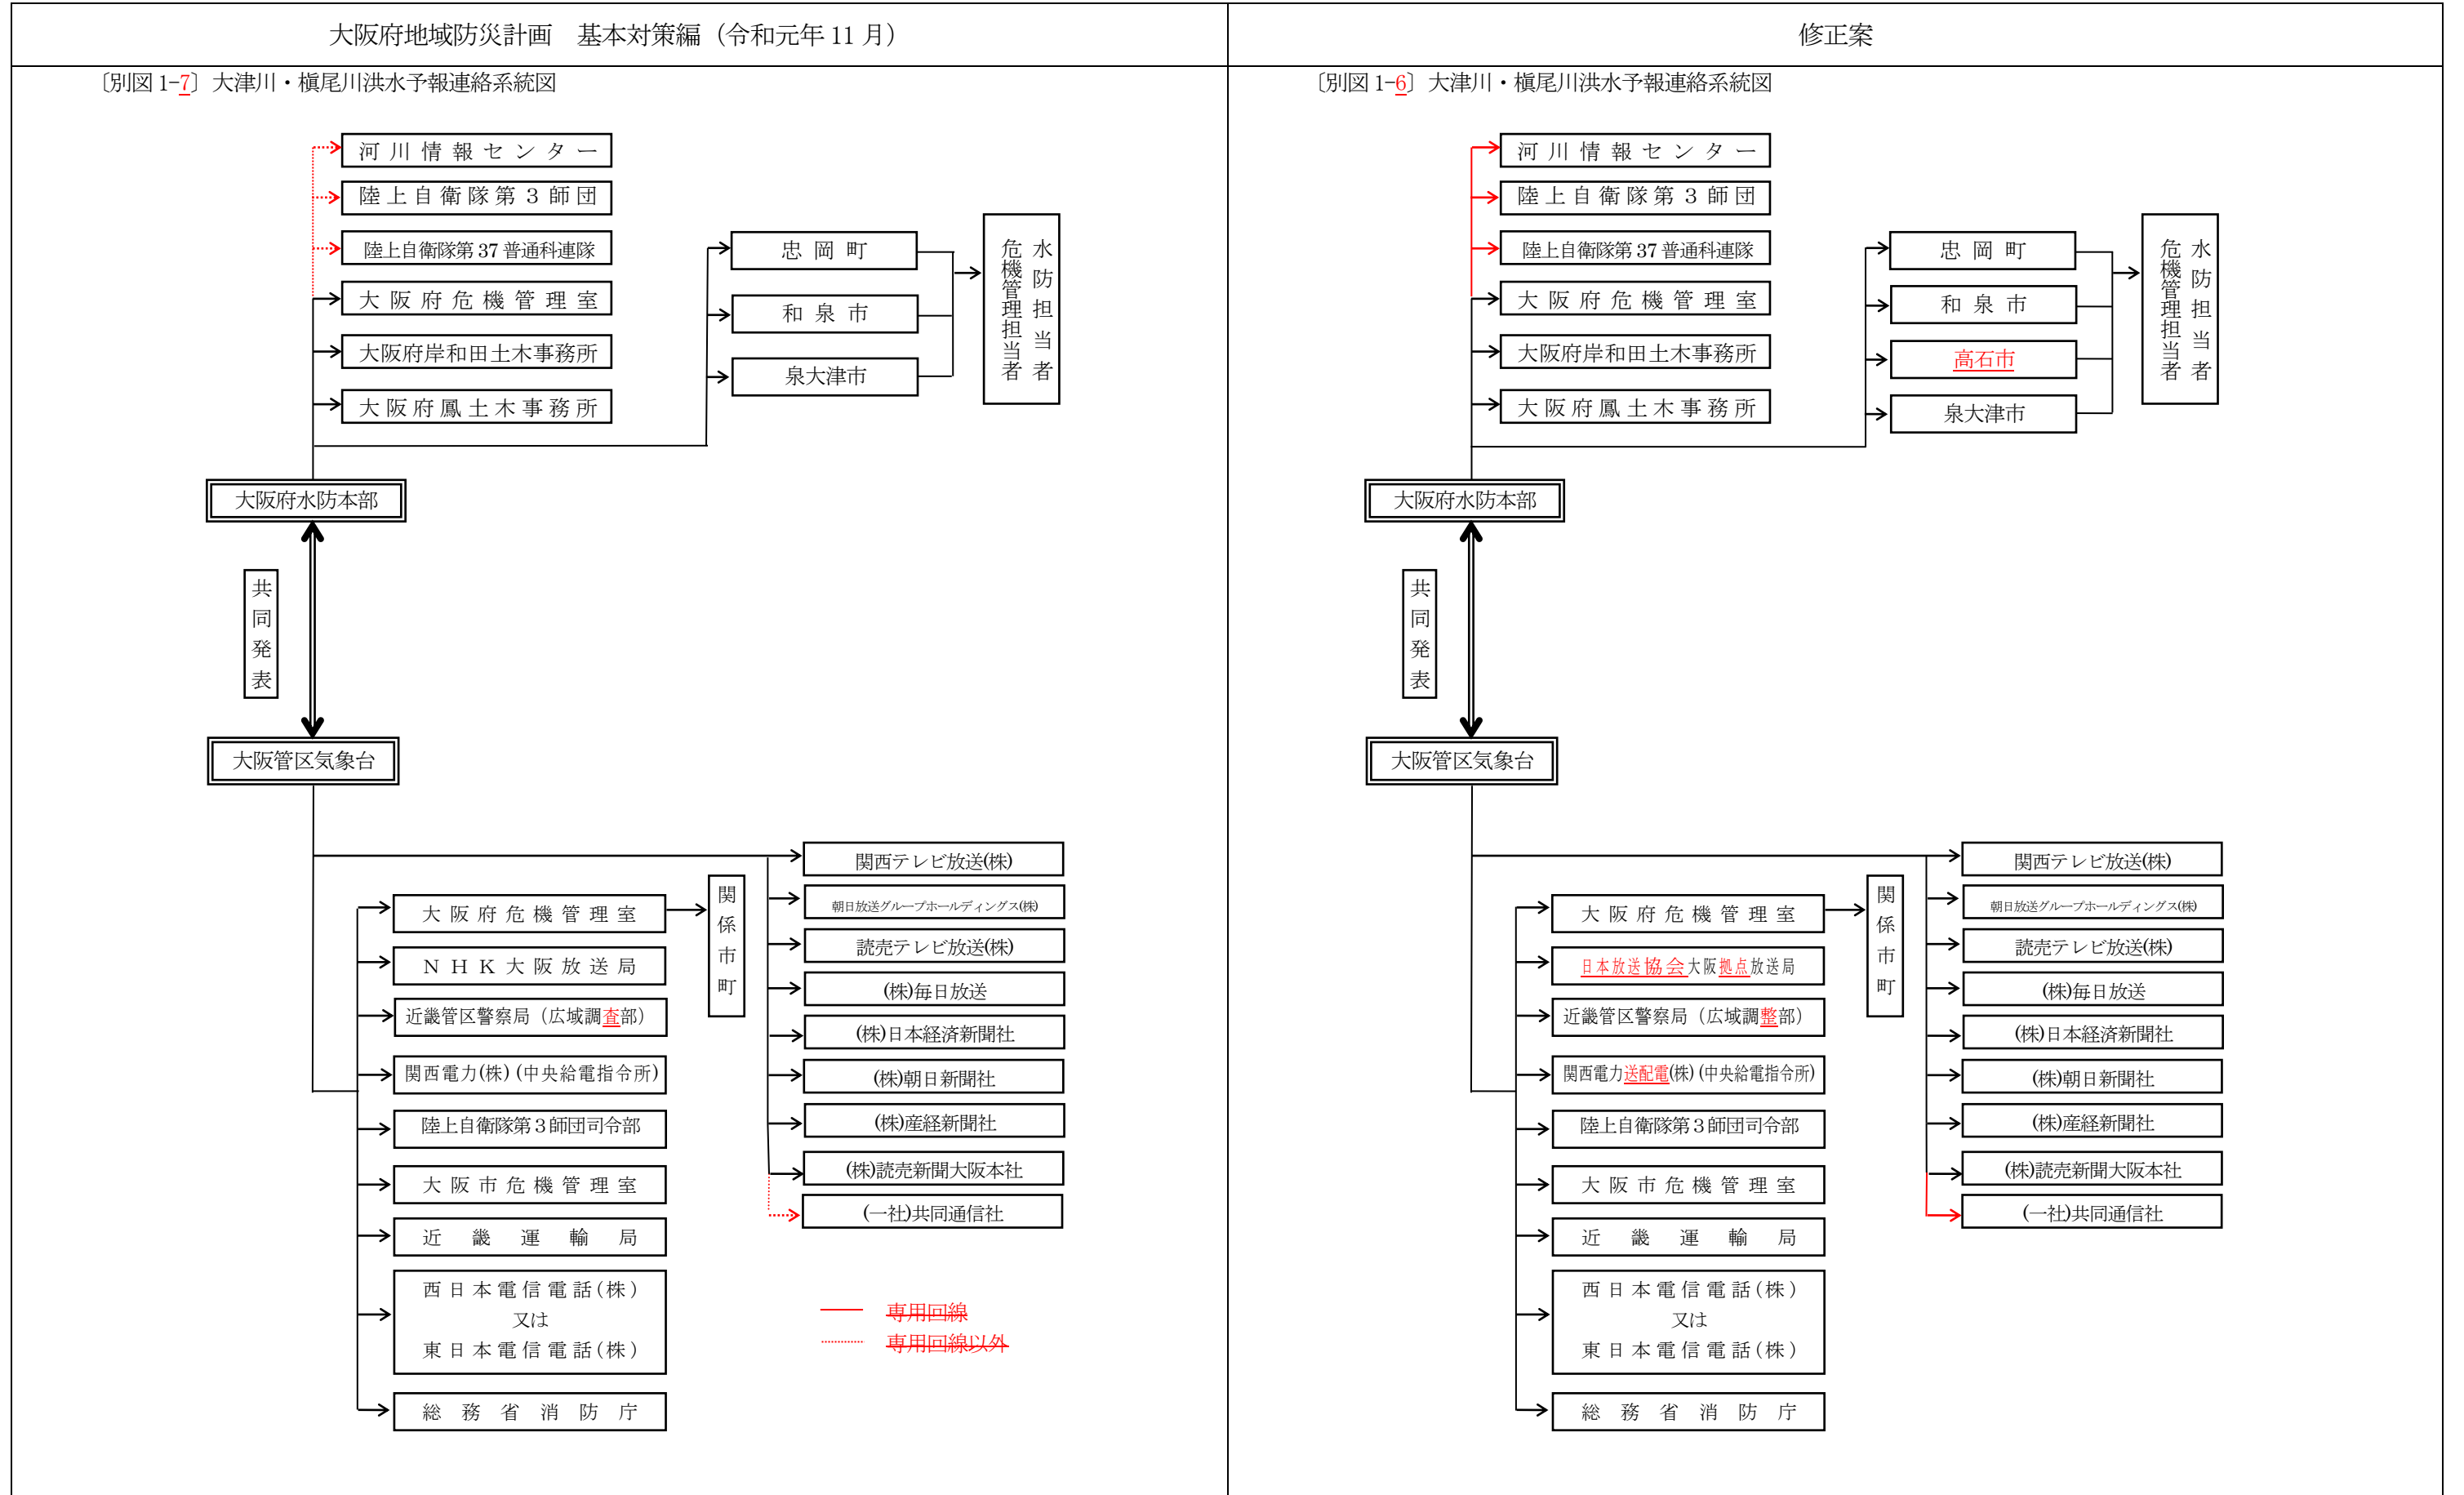 大阪府地域防災計画　基本対策編（令和元年 11 月）
〔別図 1-7〕大津川・槇尾川洪水予報連絡系統図
河川情報センター
陸上自衛隊第３師団
陸上自衛隊第 37 普通科連隊
大阪府危機管理室
大阪府岸和田土木事務所
大阪府鳳土木事務所
忠岡町
和泉市
泉大津市
水防担当者
危機管理担当者
大阪府水防本部
共同発表
大阪管区気象台
関西テレビ放送(株)
朝日放送グループホールディングス(株)
読売テレビ放送(株)
(株)毎日放送
(株)日本経済新聞社
(株)朝日新聞社
(株)産経新聞社
(株)読売新聞大阪本社
(一社)共同通信社
関係市町
大阪府危機管理室
ＮＨＫ大阪放送局
近畿管区警察局（広域調査部）
関西電力(株) (中央給電指令所)
陸上自衛隊第３師団司令部
大阪市危機管理室
近畿運輸局
西日本電信電話(株)
又は
東日本電信電話(株)
総務省消防庁
専用回線
専用回線以外
修正案
〔別図 1-6〕大津川・槇尾川洪水予報連絡系統図
河川情報センター
陸上自衛隊第３師団
陸上自衛隊第 37 普通科連隊
大阪府危機管理室
大阪府岸和田土木事務所
大阪府鳳土木事務所
忠岡町
和泉市
高石市
泉大津市
水防担当者
危機管理担当者
大阪府水防本部
共同発表
大阪管区気象台
関西テレビ放送(株)
朝日放送グループホールディングス(株)
読売テレビ放送(株)
(株)毎日放送
(株)日本経済新聞社
(株)朝日新聞社
(株)産経新聞社
(株)読売新聞大阪本社
(一社)共同通信社
関係市町
大阪府危機管理室
日本放送協会大阪拠点放送局
近畿管区警察局（広域調整部）
関西電力送配電(株) (中央給電指令所)
陸上自衛隊第３師団司令部
大阪市危機管理室
近畿運輸局
西日本電信電話(株)
又は
東日本電信電話(株)
総務省消防庁